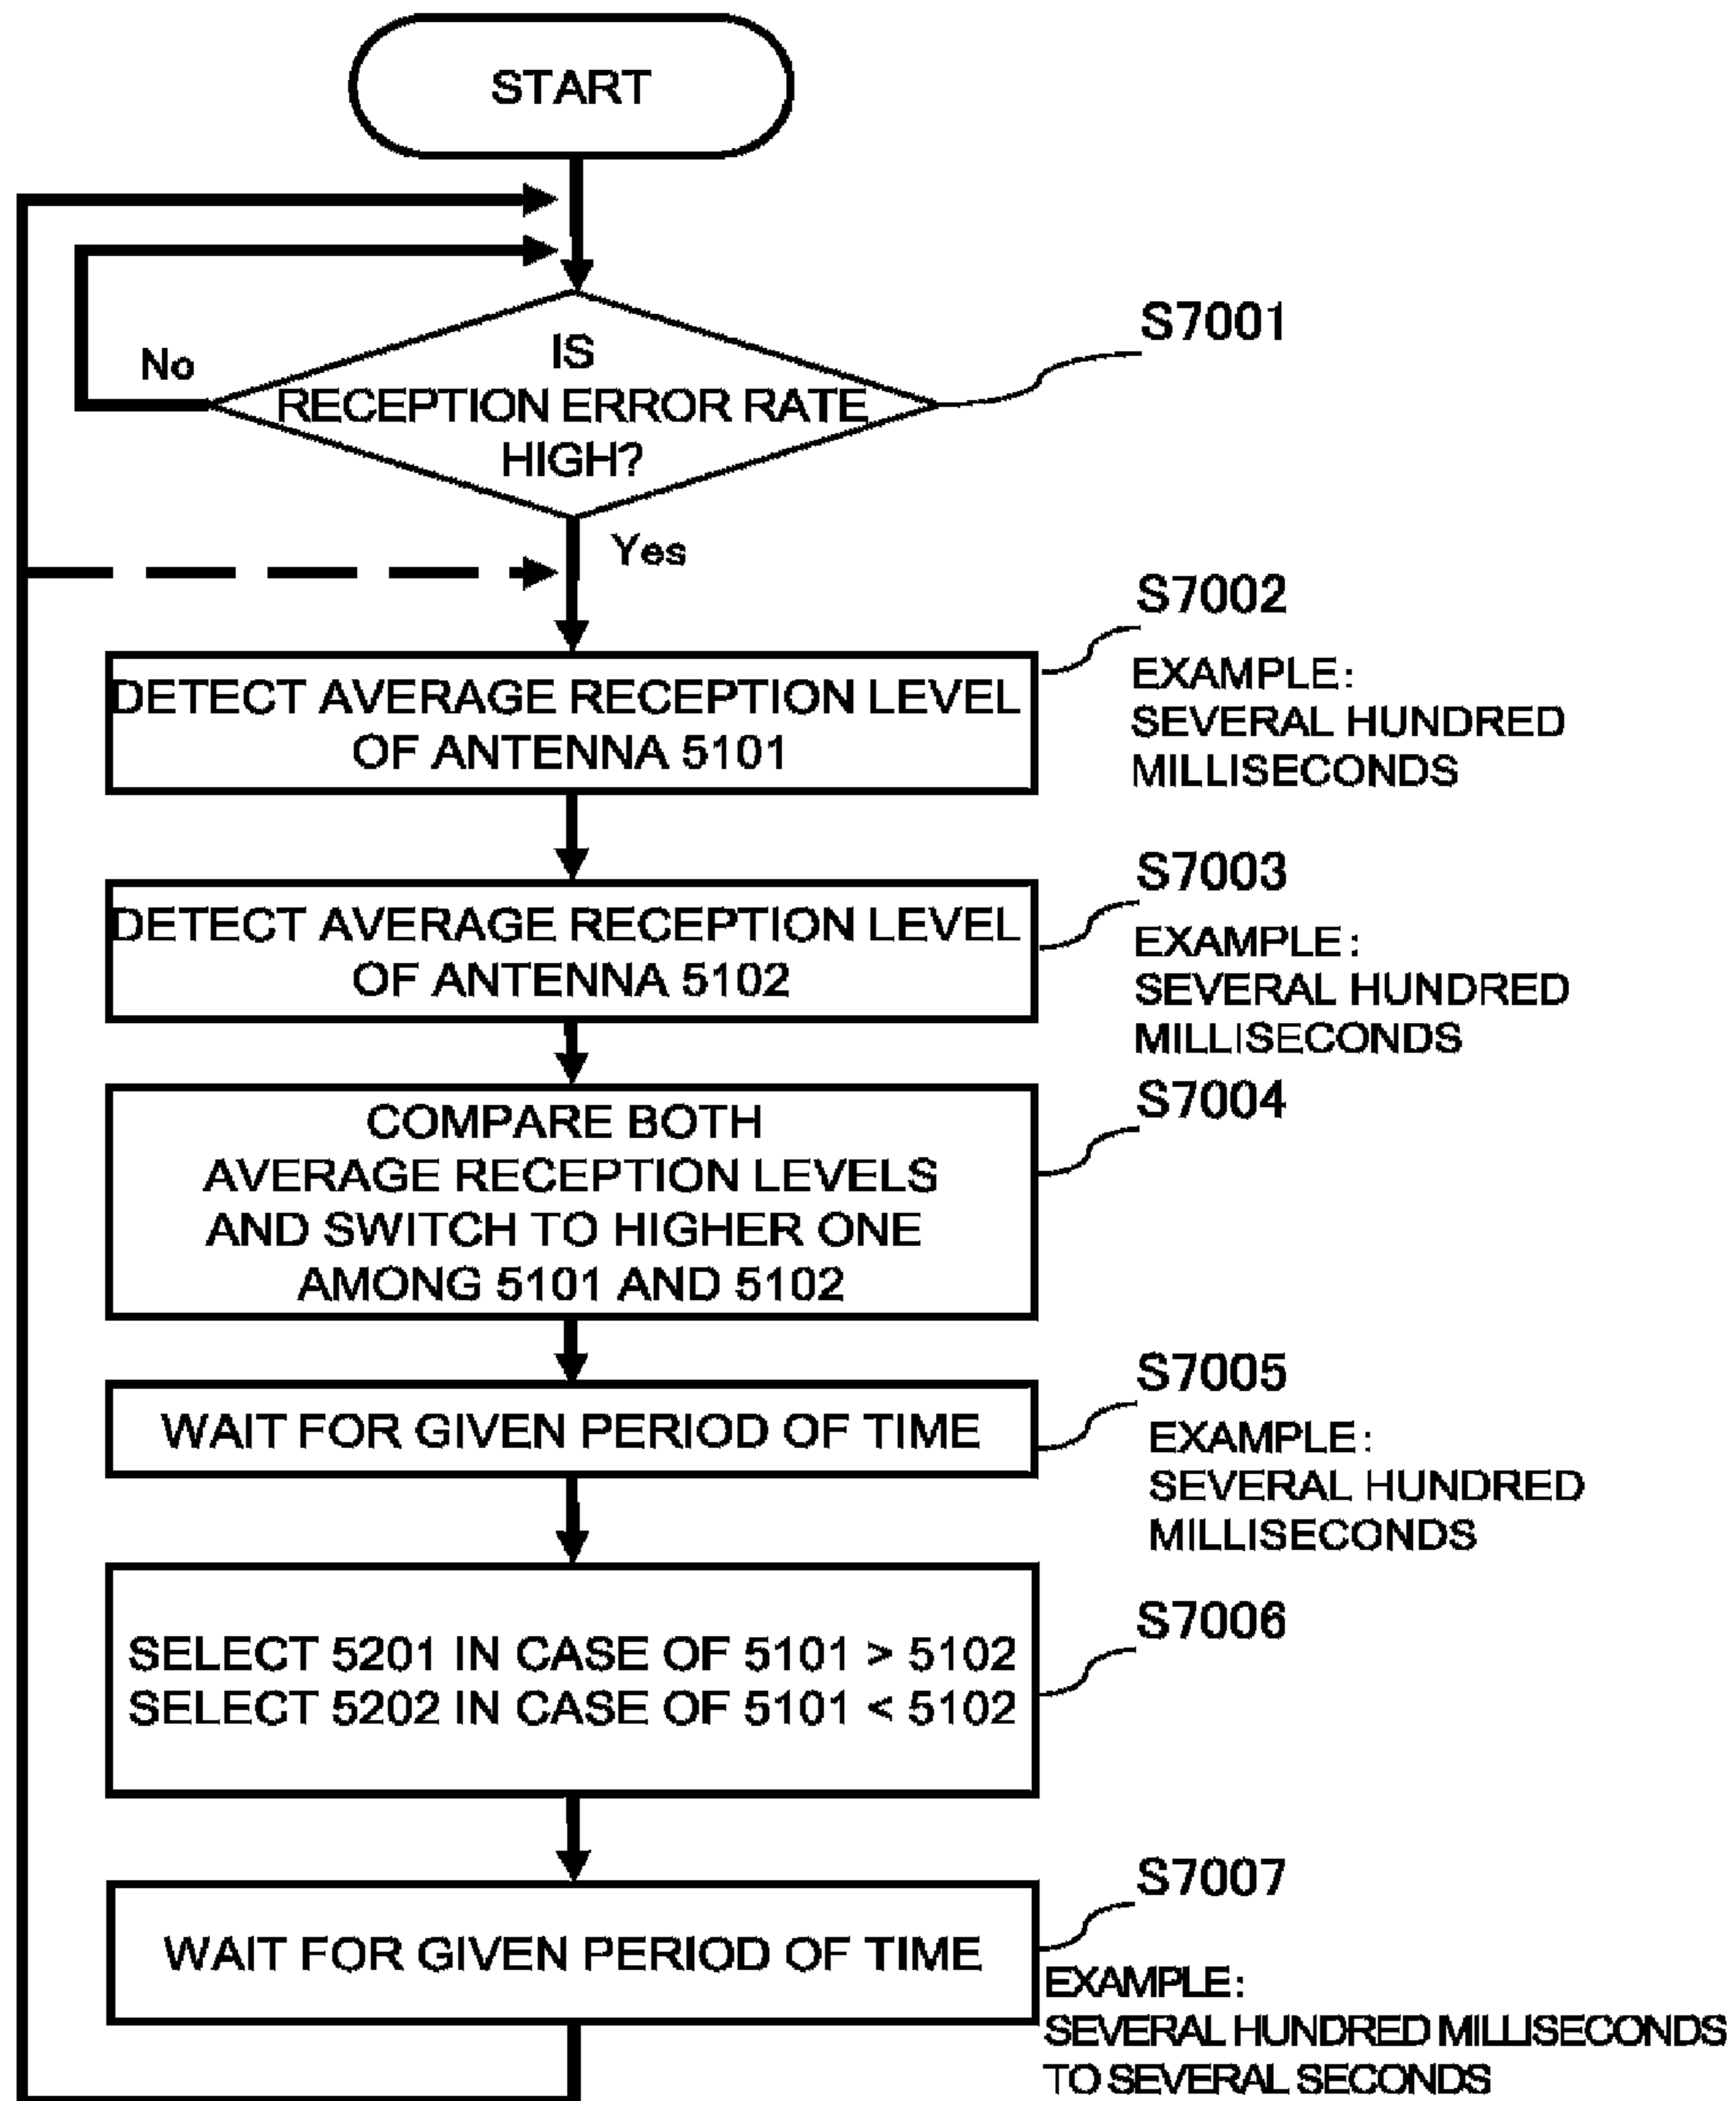 START
No
IS
RECEPTION ERROR RATE
HIGH?
S7001
Yes
DETECT AVERAGE RECEPTION LEVEL
OF ANTENNA 5101
S7002
EXAMPLE:
SEVERAL HUNDRED
MILLISECONDS
DETECT AVERAGE RECEPTION LEVEL
OF ANTENNA 5102
S7003
EXAMPLE:
SEVERAL HUNDRED
MILLISECONDS
COMPARE BOTH
AVERAGE RECEPTION LEVELS
AND SWITCH TO HIGHER ONE
AMONG 5101 AND 5102
S7004
WAIT FOR GIVEN PERIOD OF TIME
S7005
EXAMPLE:
SEVERAL HUNDRED
MILLISECONDS
SELECT 5201 IN CASE OF 5101 > 5102
SELECT 5202 IN CASE OF 5101 < 5102
S7006
WAIT FOR GIVEN PERIOD OF TIME
S7007
EXAMPLE:
SEVERAL HUNDRED MILLISECONDS
TO SEVERAL SECONDS